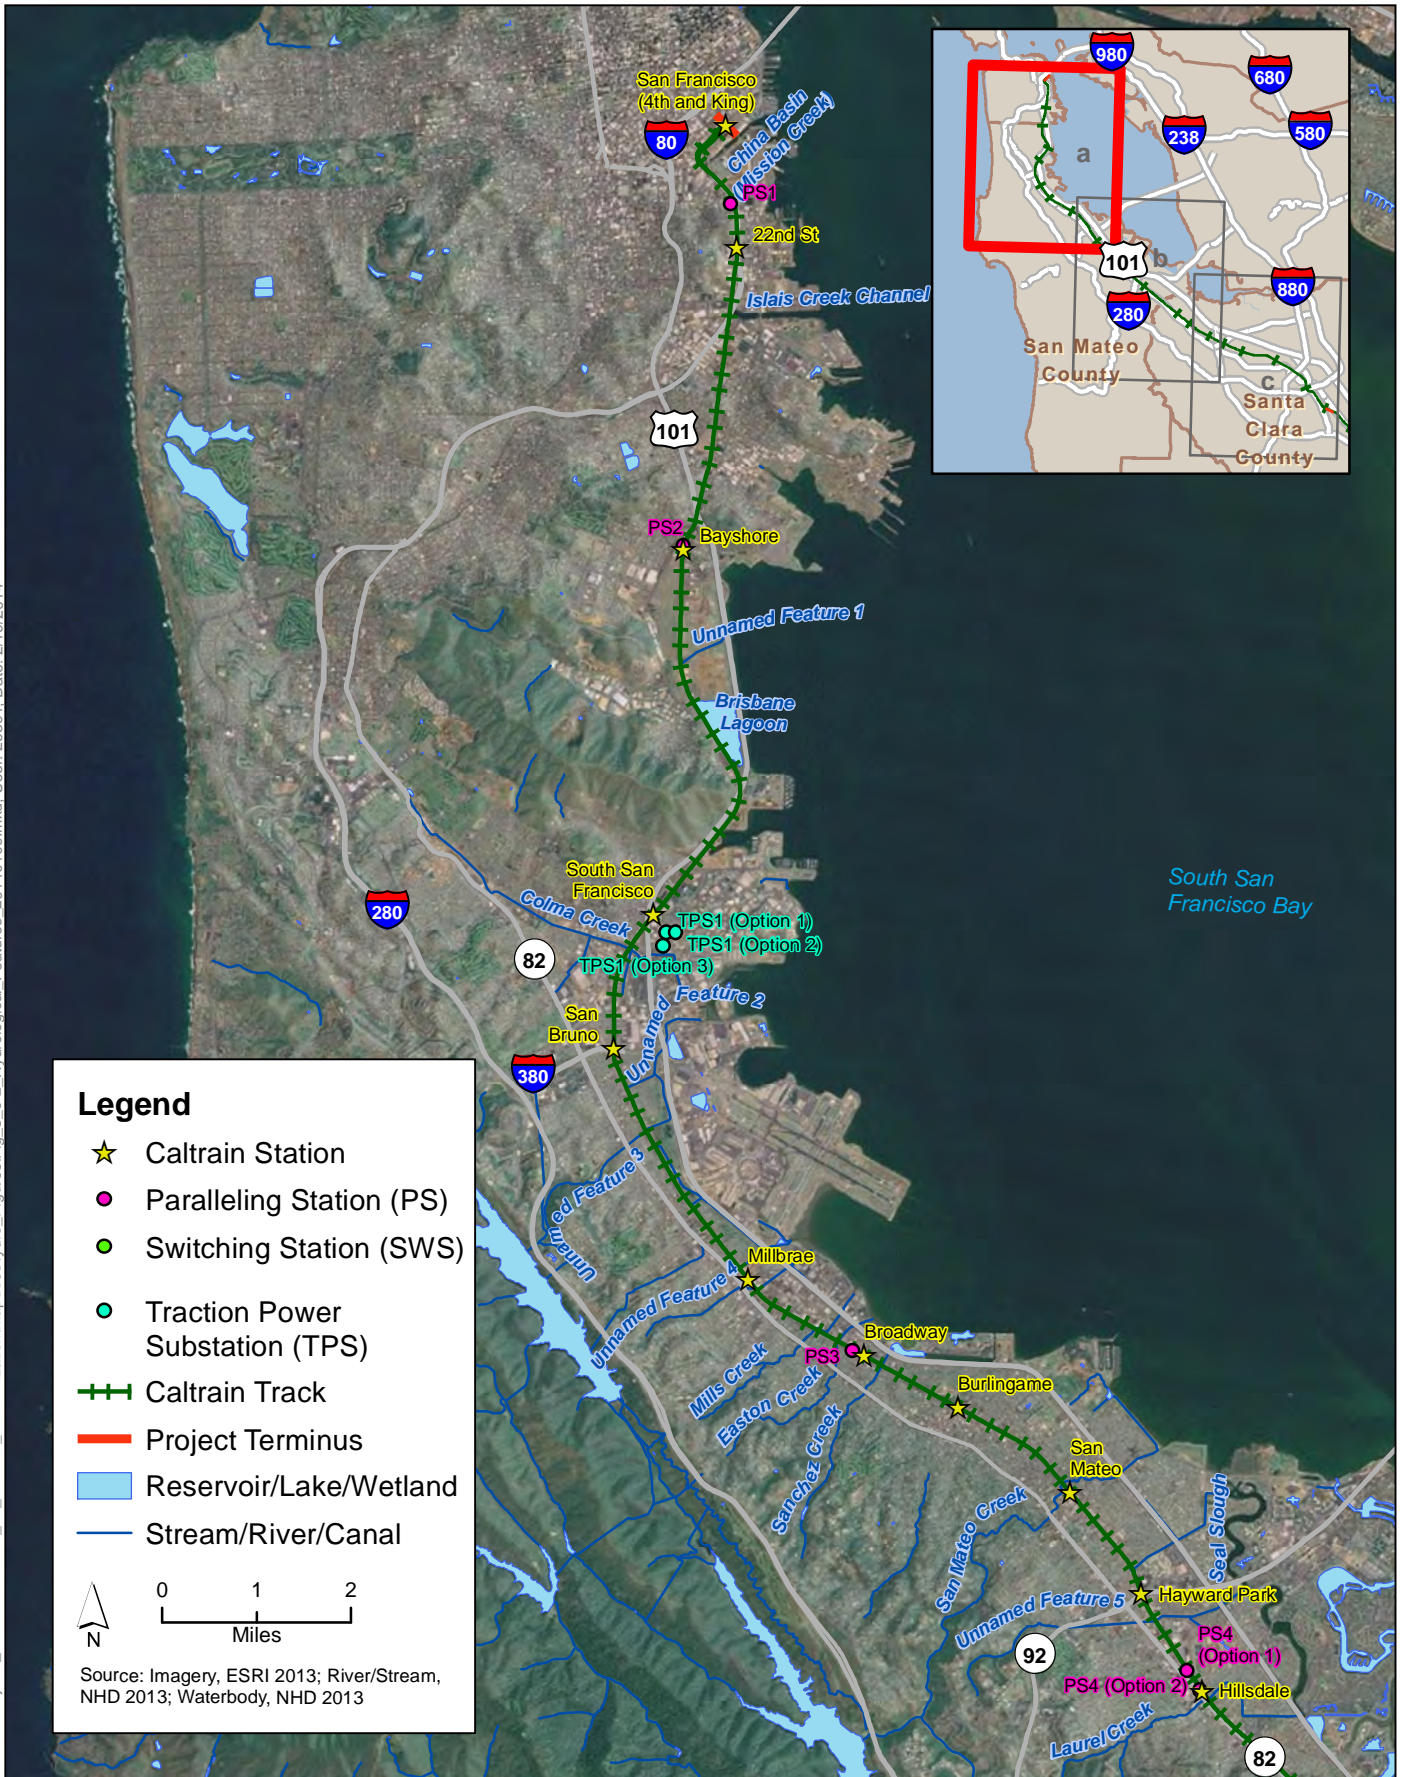 San Francisco
(4th and King)
China Basin
(Mission Creek)
80
PS1
22nd St
Islais Creek Channel
101
PS2
Bayshore
Unnamed Feature 1
Brisbane
Lagoon
South San
Francisco
Colma Creek
280
82
TPS1 (Option 1)
TPS1 (Option 2)
TPS1 (Option 3)
Unnamed Feature 2
San
Bruno
380
South San
Francisco Bay
Unnamed Feature 3
Millbrae
Unnamed Feature 4
Broadway
PS3
Mills Creek
Easton Creek
Sanchez Creek
Burlingame
San
Mateo
San Mateo Creek
Seal Slough
Hayward Park
Unnamed Feature 5
92
PS4
(Option 1)
PS4 (Option 2)
Hillsdale
Laurel Creek
82
980
680
238
580
a
101
b
880
280
San Mateo
County
c
Santa
Clara
County
Legend
Caltrain Station
Paralleling Station (PS)
Switching Station (SWS)
Traction Power
Substation (TPS)
Caltrain Track
Project Terminus
Reservoir/Lake/Wetland
Stream/River/Canal
N
0 1 2
Miles
Source: Imagery, ESRI 2013; River/Stream,
NHD 2013; Waterbody, NHD 2013